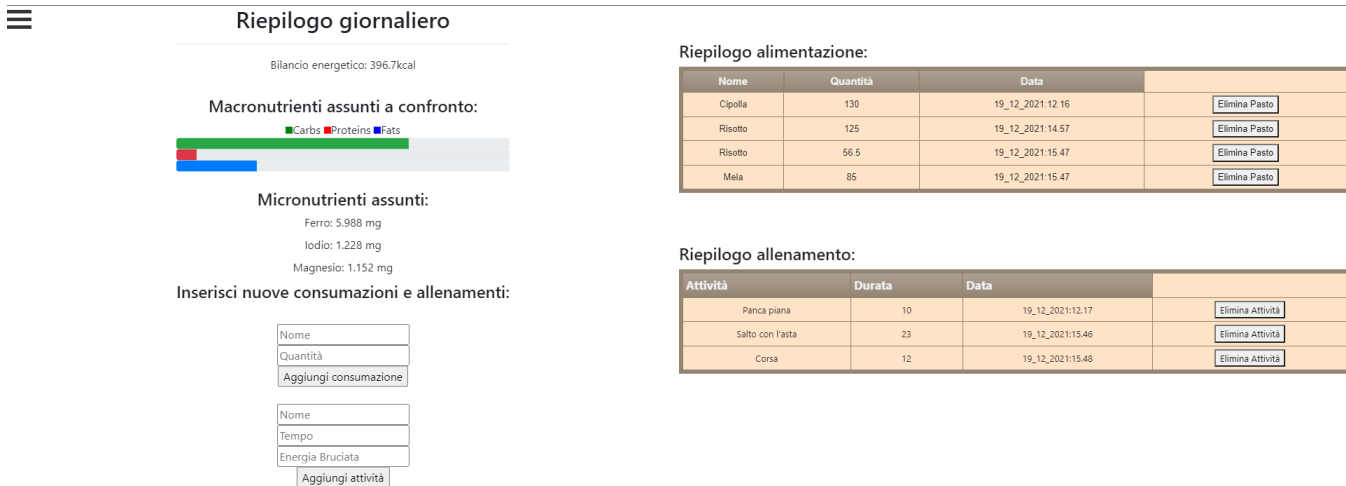 Riepilogo giornaliero
Bilancio energetico: 396.7kcal
Macronutrienti assunti a confronto:
Carbs Proteins Fats
Micronutrienti assunti:
Ferro: 5.988 mg
Iodio: 1.228 mg
Magnesio: 1.152 mg
Inserisci nuove consumazioni e allenamenti:
Nome
Quantità
Aggiungi consumazione
Nome
Tempo
Energia Bruciata
Aggiungi attività
Riepilogo alimentazione:
Nome Quantità Data
Cipolla 130 19_12_2021:12.16 Elimina Pasto
Risotto 125 19_12_2021:14.57 Elimina Pasto
Risotto 56.5 19_12_2021:15.47 Elimina Pasto
Mela 85 19_12_2021:15.47 Elimina Pasto
Riepilogo allenamento:
Attività Durata Data
Panca piana 10 19_12_2021:12.17 Elimina Attività
Salto con l'asta 23 19_12_2021:15.46 Elimina Attività
Corsa 12 19_12_2021:15.48 Elimina Attività